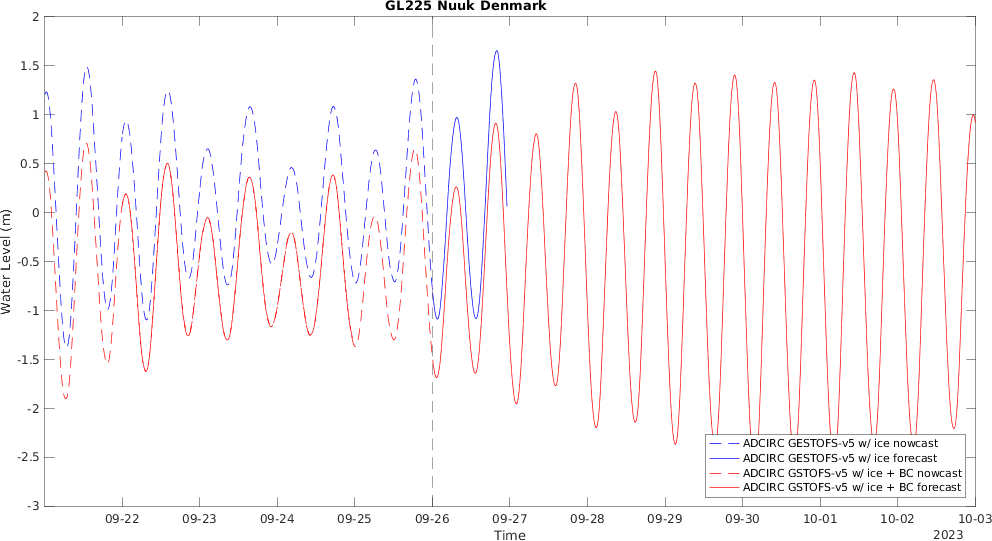 GL225 Nuuk Denmark
2
1.5
1
0.5
0
-0.5
-1
-1.5
-2
-2.5
-3
Water Level (m)
ADCIRC GESTOFS-v5 w/ ice nowcast
ADCIRC GESTOFS-v5 w/ ice forecast
ADCIRC GSTOFS-v5 w/ ice + BC nowcast
ADCIRC GSTOFS-v5 w/ ice + BC forecast
09-22 09-23 09-24 09-25 09-26 09-27 09-28 09-29 09-30 10-01 10-02 10-03
Time
2023